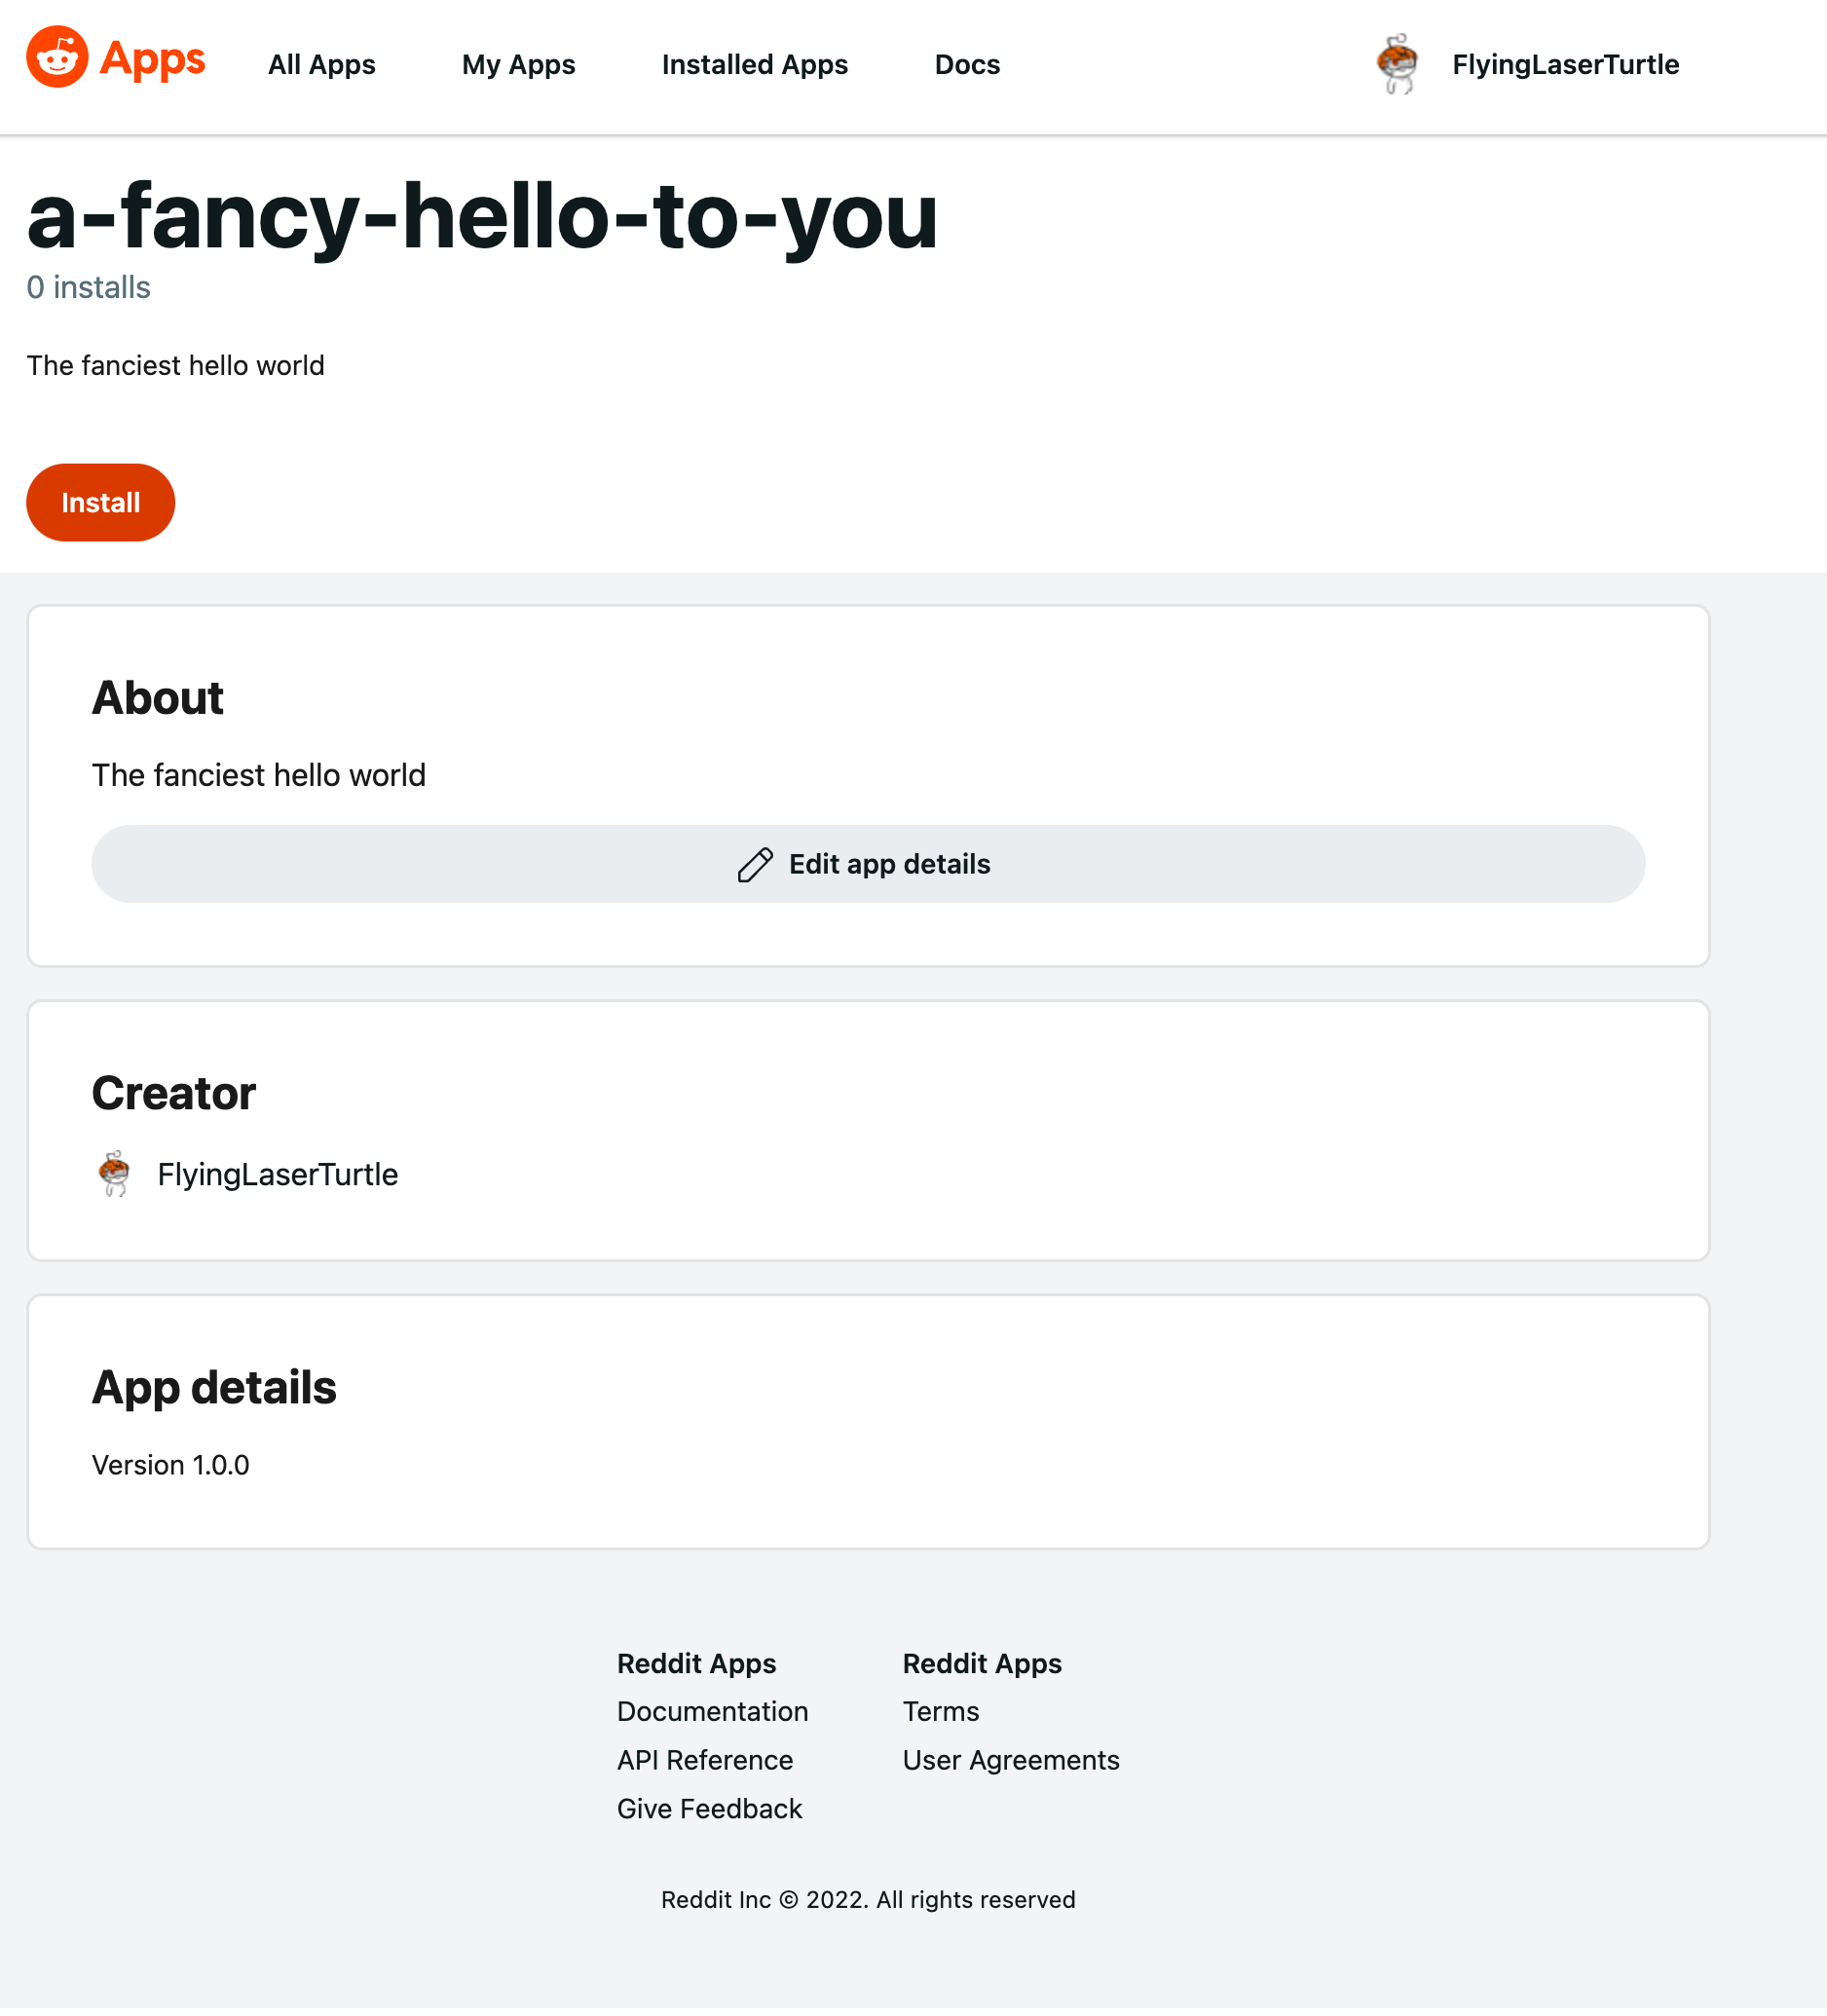 Apps All Apps My Apps Installed Apps Docs FlyingLaserTurtle
a-fancy-hello-to-you
0 installs
The fanciest hello world
Install
About
The fanciest hello world
Edit app details
Creator
FlyingLaserTurtle
App details
Version 1.0.0
Reddit Apps Reddit Apps
Documentation Terms
API Reference User Agreements
Give Feedback
Reddit Inc © 2022. All rights reserved